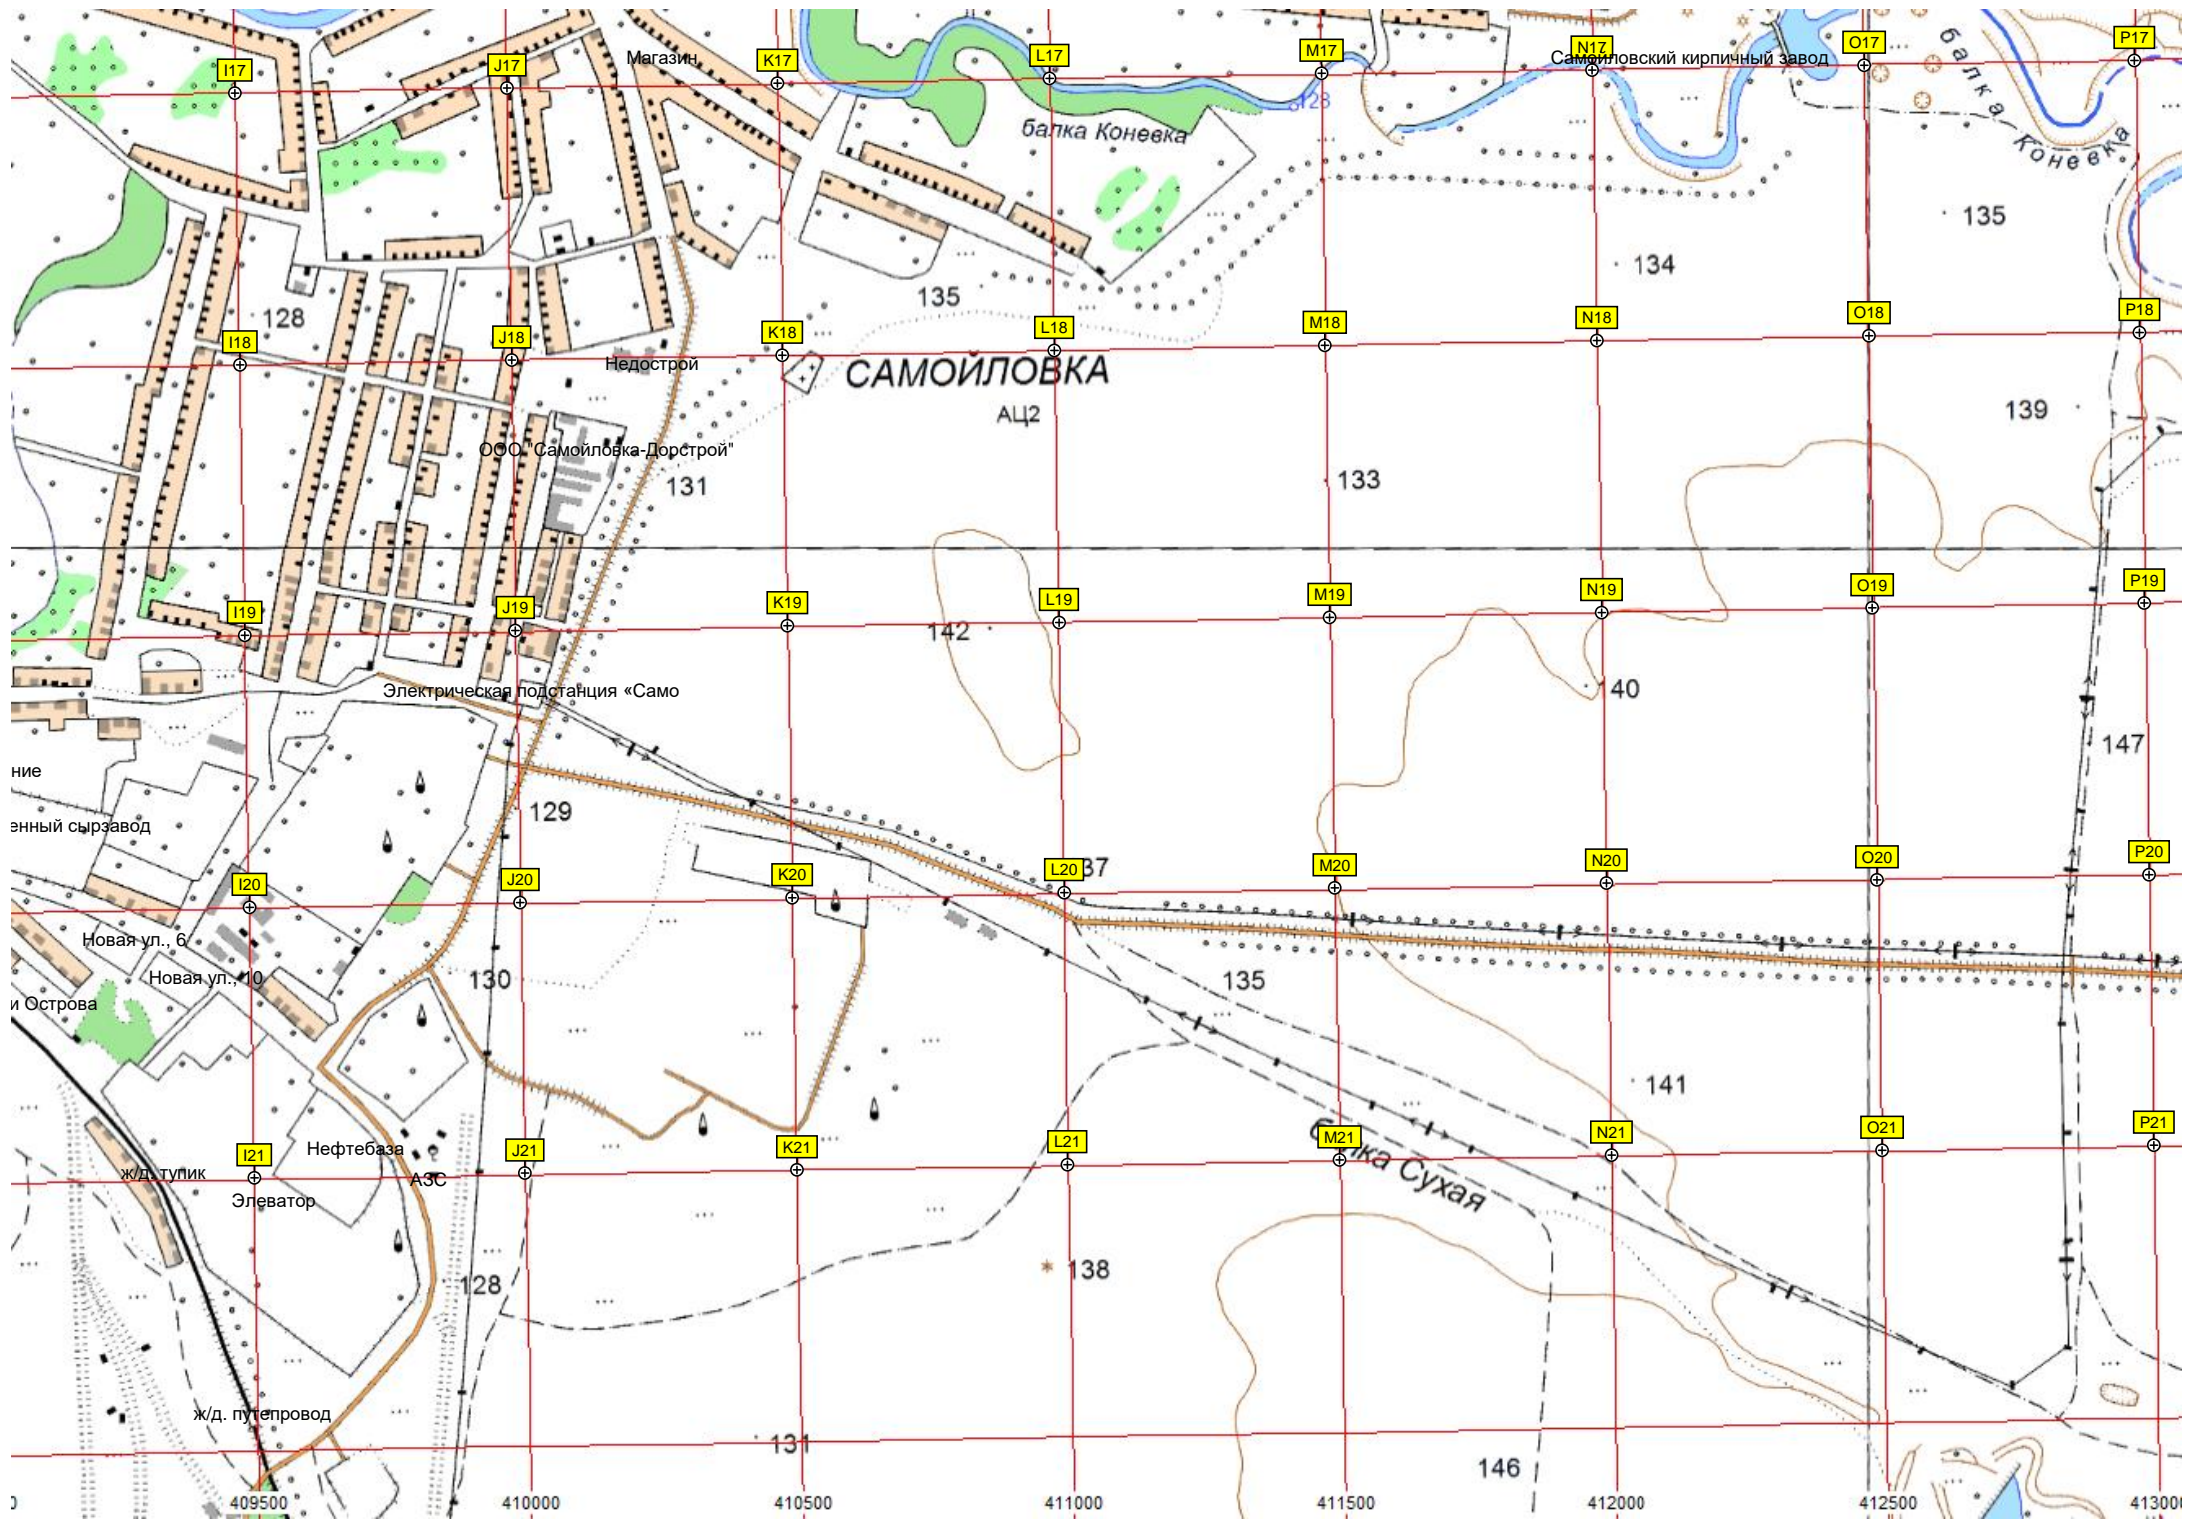 I17
J17
Магазин
K17
L17
M17
N17
Самойловский кирпичный завод
O17
P17
балка Коневка
128
балка Коневка
135
134
135
128
I18
J18
K18
L18
M18
N18
O18
P18
Недострой
САМОЙЛОВКА
АЦ2
139
ООО "Самойловка-Дорстрой"
131
133
I19
J19
K19
L19
M19
N19
O19
P19
142
40
Электрическая подстанция «Само
147
ние
129
енный сырзавод
I20
J20
K20
L20
37
M20
N20
O20
P20
Новая ул., 6
Новая ул., 10
130
135
и Острова
141
Нефтебаза
I21
J21
K21
L21
M21
N21
O21
P21
ж/д. тупик
АЗС
Элеватор
балка Сухая
128
138
ж/д. путепровод
131
146
0
409500
410000
410500
411000
411500
412000
412500
413000